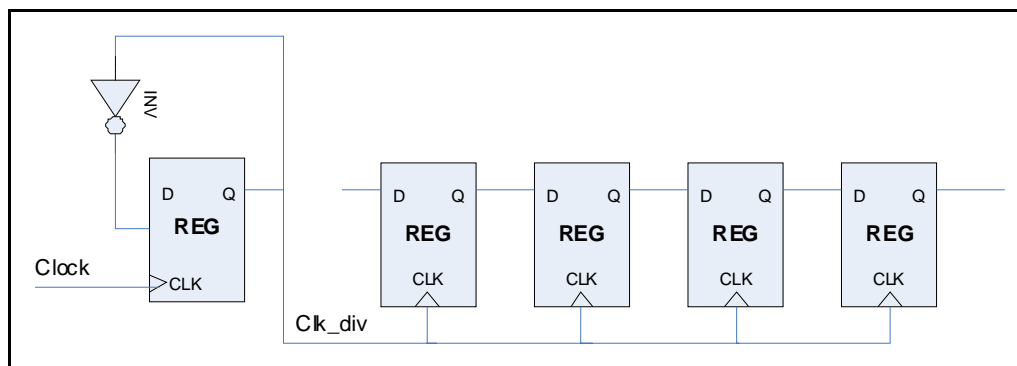 INV
D Q
REG
CLK
Clock
D Q
REG
CLK
D Q
REG
CLK
D Q
REG
CLK
D Q
REG
CLK
Clk_div